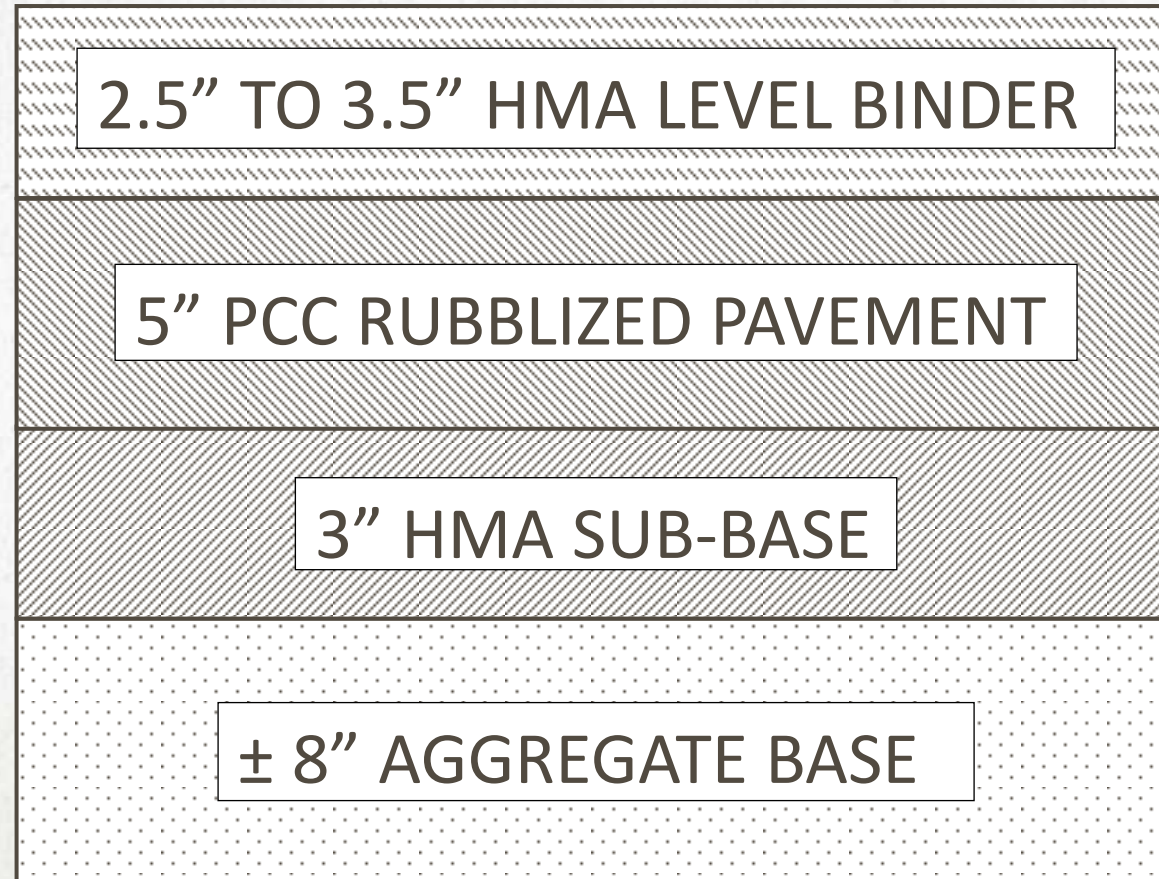 2.5” TO 3.5” HMA LEVEL BINDER
5” PCC RUBBLIZED PAVEMENT
3” HMA SUB-BASE
± 8” AGGREGATE BASE